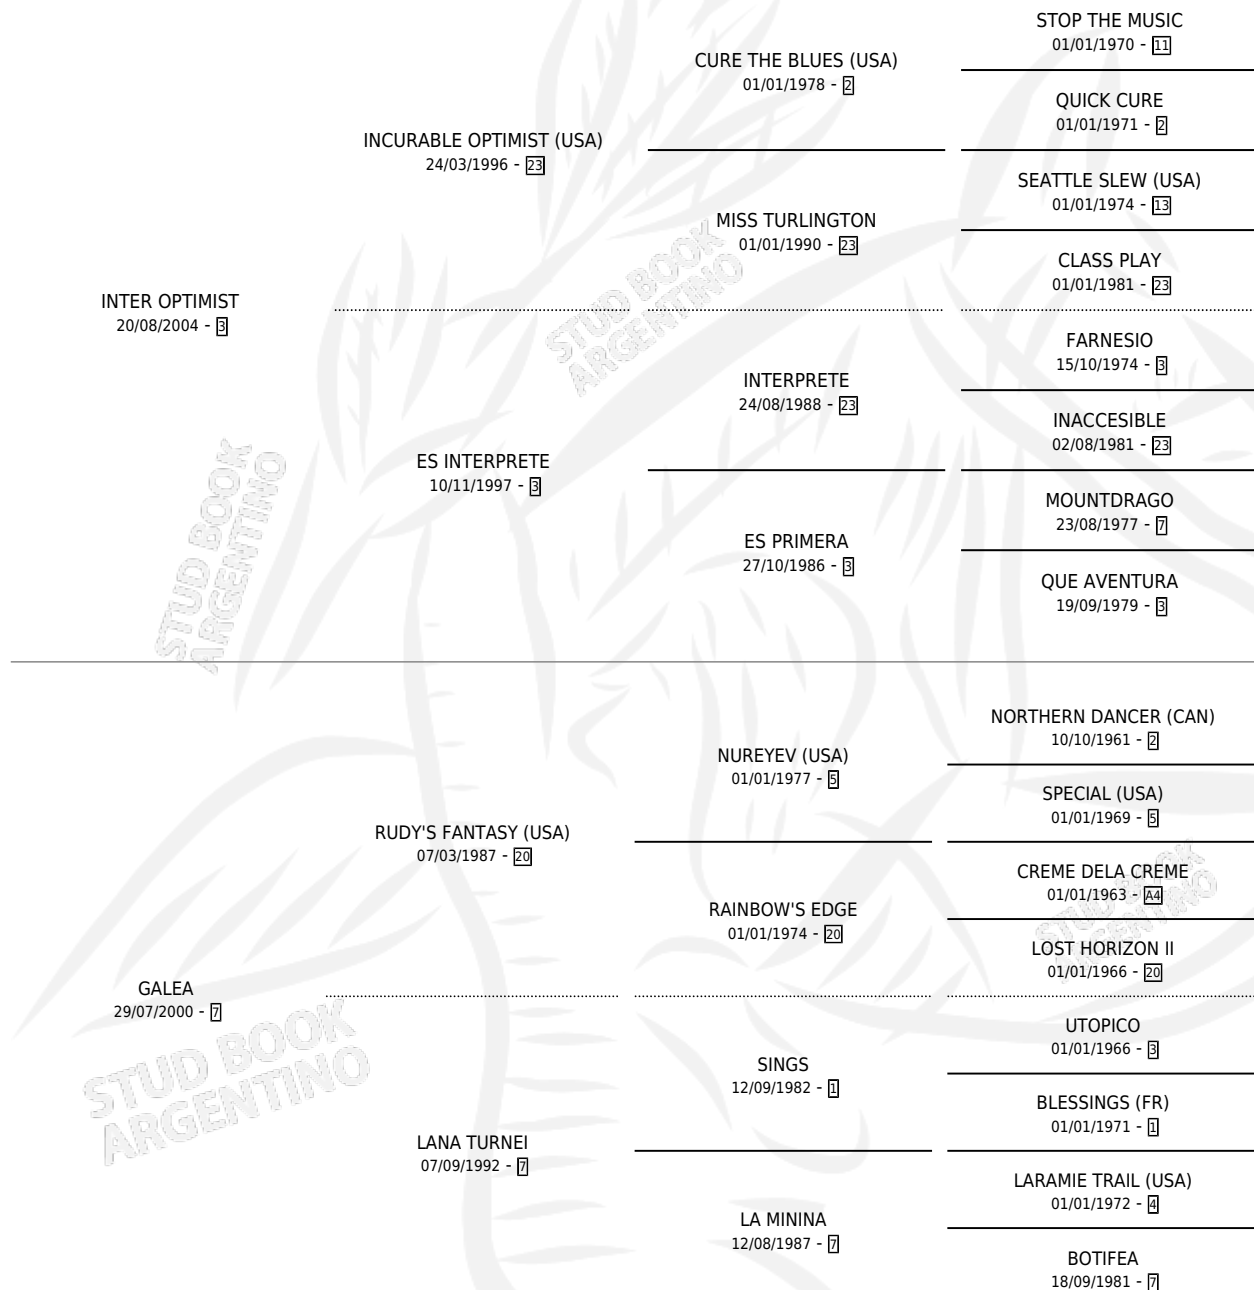 STOP THE MUSIC
01/01/1970 - 11
CURE THE BLUES (USA)
01/01/1978 - 2
QUICK CURE
01/01/1971 - 2
INCURABLE OPTIMIST (USA)
24/03/1996 - 23
SEATTLE SLEW (USA)
01/01/1974 - 13
MISS TURLINGTON
01/01/1990 - 23
CLASS PLAY
01/01/1981 - 23
INTER OPTIMIST
20/08/2004 - 3
FARNESIO
15/10/1974 - 3
INTERPRETE
24/08/1988 - 23
INACCESIBLE
02/08/1981 - 23
ES INTERPRETE
10/11/1997 - 3
MOUNTDRAGO
23/08/1977 - 7
ES PRIMERA
27/10/1986 - 3
QUE AVENTURA
19/09/1979 - 3
NORTHERN DANCER (CAN)
10/10/1961 - 2
NUREYEV (USA)
01/01/1977 - 5
SPECIAL (USA)
01/01/1969 - 5
RUDY'S FANTASY (USA)
07/03/1987 - 20
CREME DELA CREME
01/01/1963 - A4
RAINBOW'S EDGE
01/01/1974 - 20
LOST HORIZON II
01/01/1966 - 20
GALEA
29/07/2000 - 7
UTOPICO
01/01/1966 - 3
SINGS
12/09/1982 - 1
BLESSINGS (FR)
01/01/1971 - 1
LANA TURNEI
07/09/1992 - 7
LARAMIE TRAIL (USA)
01/01/1972 - 4
LA MININA
12/08/1987 - 7
BOTIFEA
18/09/1981 - 7
STUD BOOK
ARGENTINO
STUD BOOK
ARGENTINO
STUD BOOK
ARGENTINO
STUD BOOK
ARGENTINO